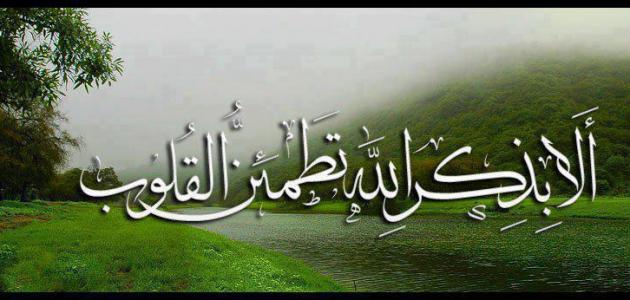 أَلَا بِذِكْرِ اللَّهِ تَطْمَئِنُّ الْقُلُوبُ